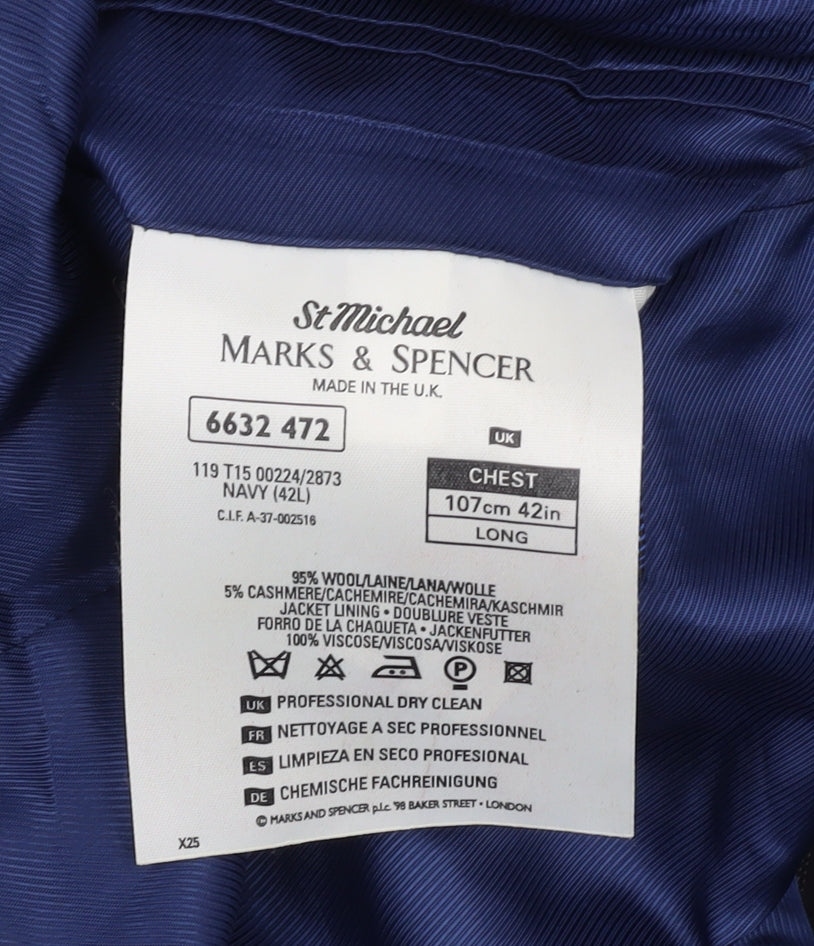 St Michael
MARKS & SPENCER
MADE IN THE U.K.
6632 472
119 T15 00224/2873
NAVY (42L)
C.I.F. A-37-002516
UK
CHEST
107cm 42in
LONG
95% WOOL/LAINE/LANA/WOLLE
5% CASHMERE/CACHEMIRE/CACHEMIRA/KASCHMIR
JACKET LINING • DOUBLURE VESTE
FORRO DE LA CHAQUETA • JACKENFUTTER
100% VISCOSE/VISCOSA/VISKOSE
P
UK PROFESSIONAL DRY CLEAN
FR NETTOYAGE A SEC PROFESSIONNEL
ES LIMPIEZA EN SECO PROFESIONAL
DE CHEMISCHE FACHREINIGUNG
© MARKS AND SPENCER p.l.c. '98 BAKER STREET • LONDON
X25